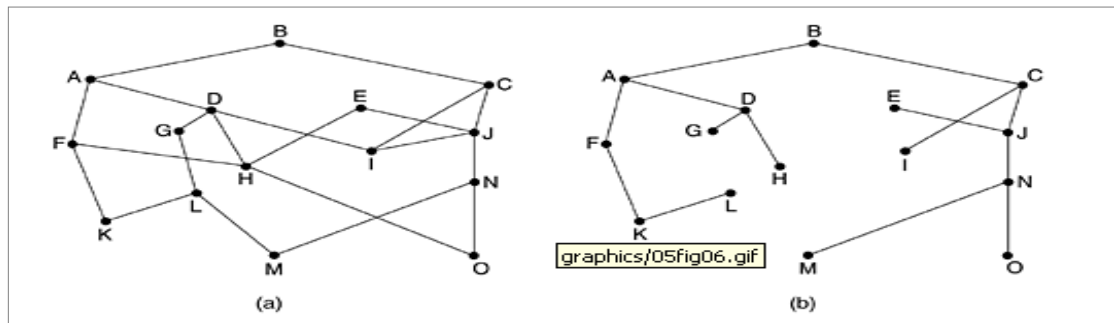 B B
A C A C
D E D E
G J G J
F I F I
H H
N N
L L
K K
graphics/05fig06.gif
M O M O
(a) (b)